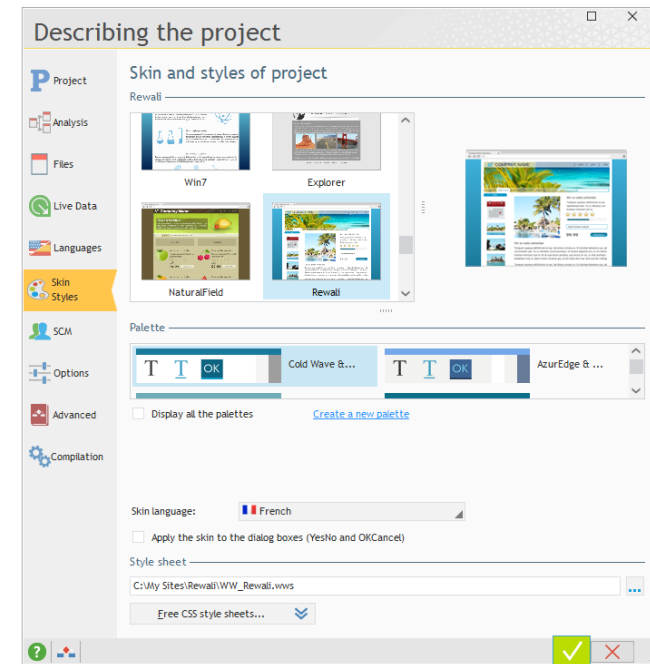 Describing the project
Project
Analysis
Files
Live Data
Languages
Skin
Styles
SCM
Options
Advanced
Compilation
Skin and styles of project
Rewali
Win7
Explorer
NaturalField
Rewali
Palette
T T OK Cold Wave &...
T T OK AzurEdge & ...
Display all the palettes
Create a new palette
Skin language:
French
Apply the skin to the dialog boxes (YesNo and OKCancel)
Style sheet
C:\My Sites\Rewali\WW_Rewali.wws
...
Free CSS style sheets...
?